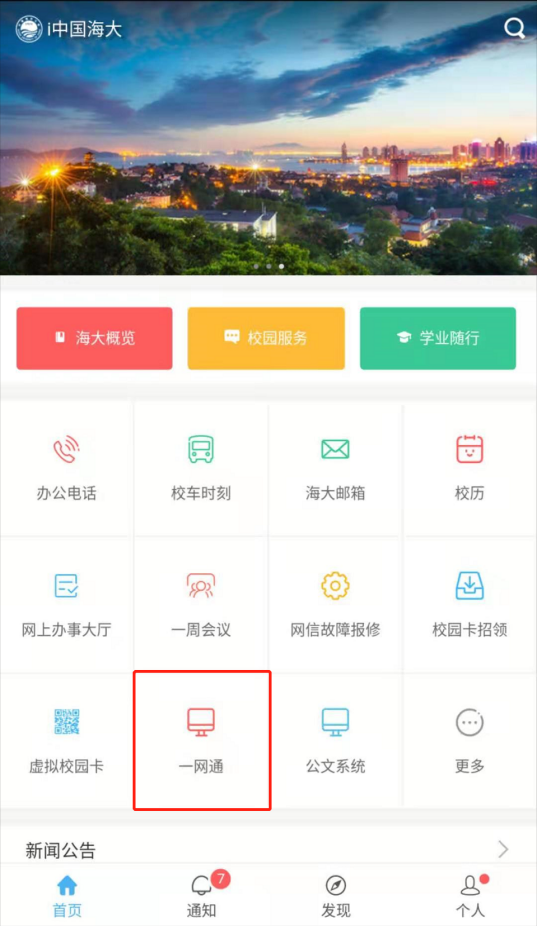 i中国海大
海大概览
校园服务
学业随行
办公电话
校车时刻
海大邮箱
校历
网上办事大厅
一周会议
网信故障报修
校园卡招领
虚拟校园卡
一网通
公文系统
更多
新闻公告
7
首页
通知
发现
个人